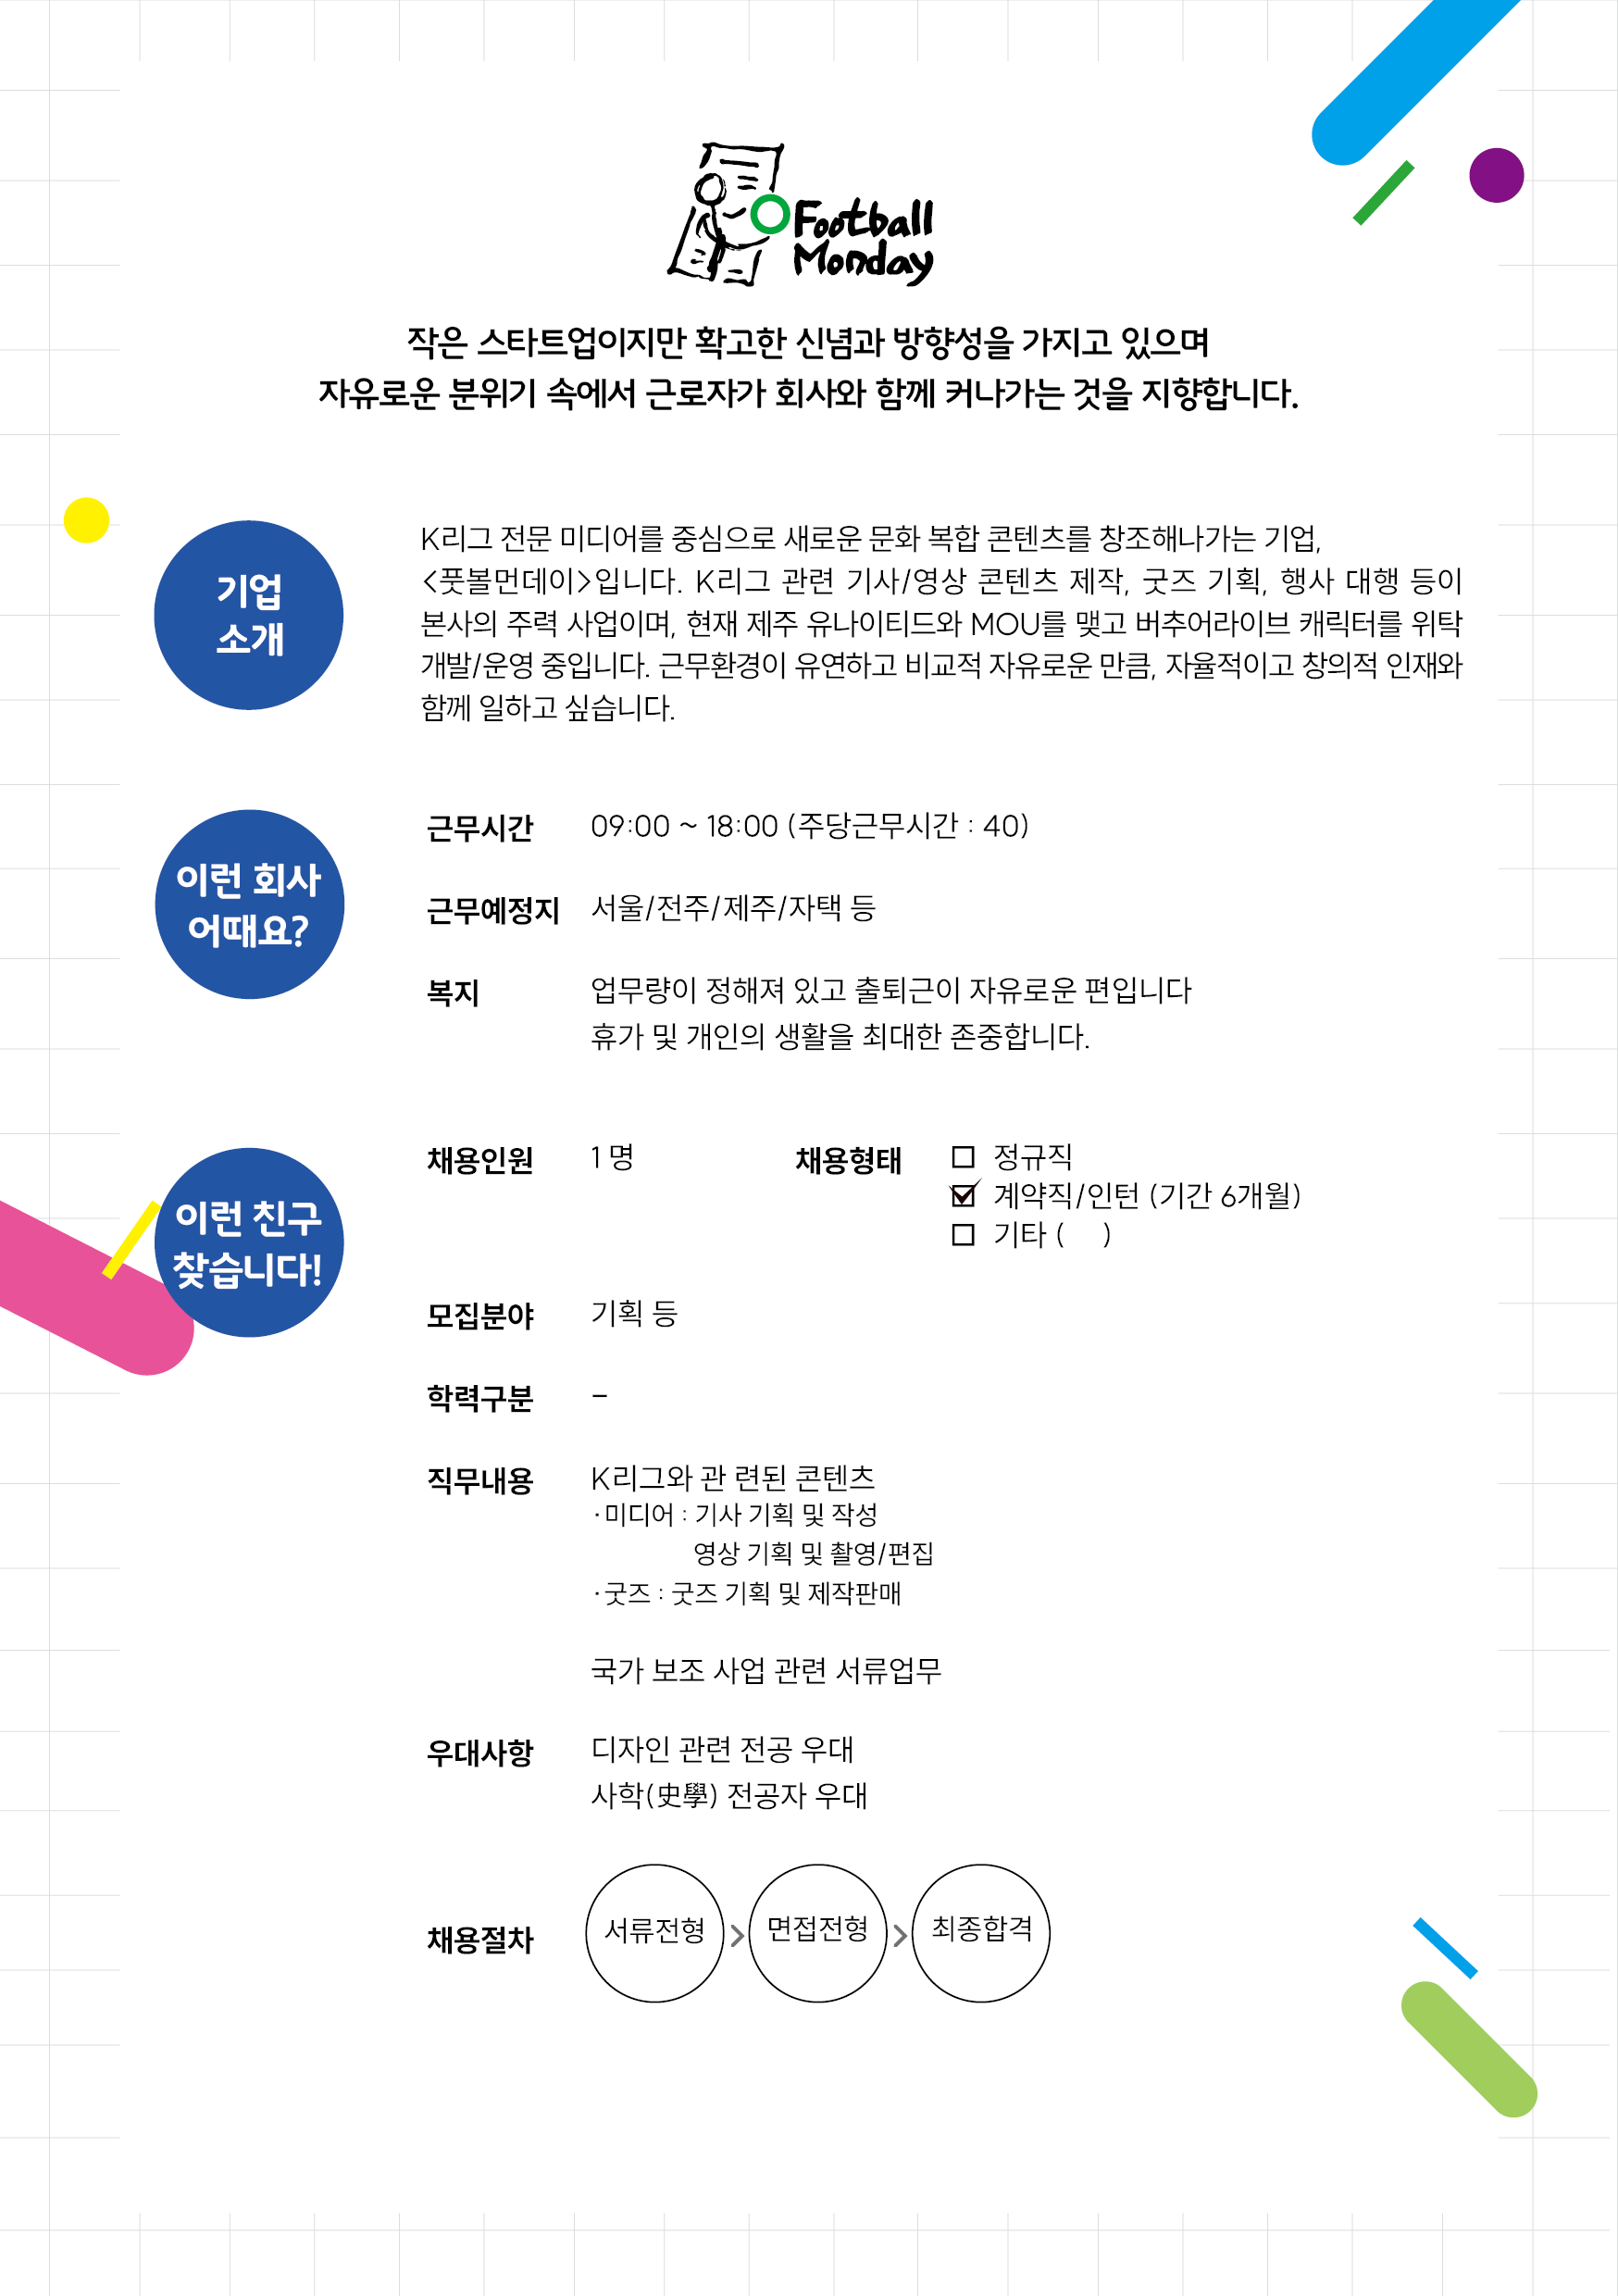 Football
Monday
작은 스타트업이지만 확고한 신념과 방향성을 가지고 있으며
자유로운 분위기 속에서 근로자가 회사와 함께 커나가는 것을 지향합니다.
기업
소개
K리그 전문 미디어를 중심으로 새로운 문화 복합 콘텐츠를 창조해나가는 기업,
<풋볼먼데이>입니다. K리그 관련 기사/영상 콘텐츠 제작, 굿즈 기획, 행사 대행 등이
본사의 주력 사업이며, 현재 제주 유나이티드와 MOU를 맺고 버추어라이브 캐릭터를 위탁
개발/운영 중입니다. 근무환경이 유연하고 비교적 자유로운 만큼, 자율적이고 창의적 인재와
함께 일하고 싶습니다.
이런 회사
어때요?
근무시간 09:00 ~ 18:00 (주당근무시간 : 40)
근무예정지 서울/전주/제주/자택 등
복지 업무량이 정해져 있고 출퇴근이 자유로운 편입니다
휴가 및 개인의 생활을 최대한 존중합니다.
이런 친구
찾습니다!
채용인원 1 명 채용형태 □ 정규직
☑ 계약직/인턴 (기간 6개월)
□ 기타 ( )
모집분야 기획 등
학력구분 -
직무내용 K리그와 관 련된 콘텐츠
·미디어 : 기사 기획 및 작성
영상 기획 및 촬영/편집
·굿즈 : 굿즈 기획 및 제작판매
국가 보조 사업 관련 서류업무
우대사항 디자인 관련 전공 우대
사학(史學) 전공자 우대
채용절차 서류전형 > 면접전형 > 최종합격